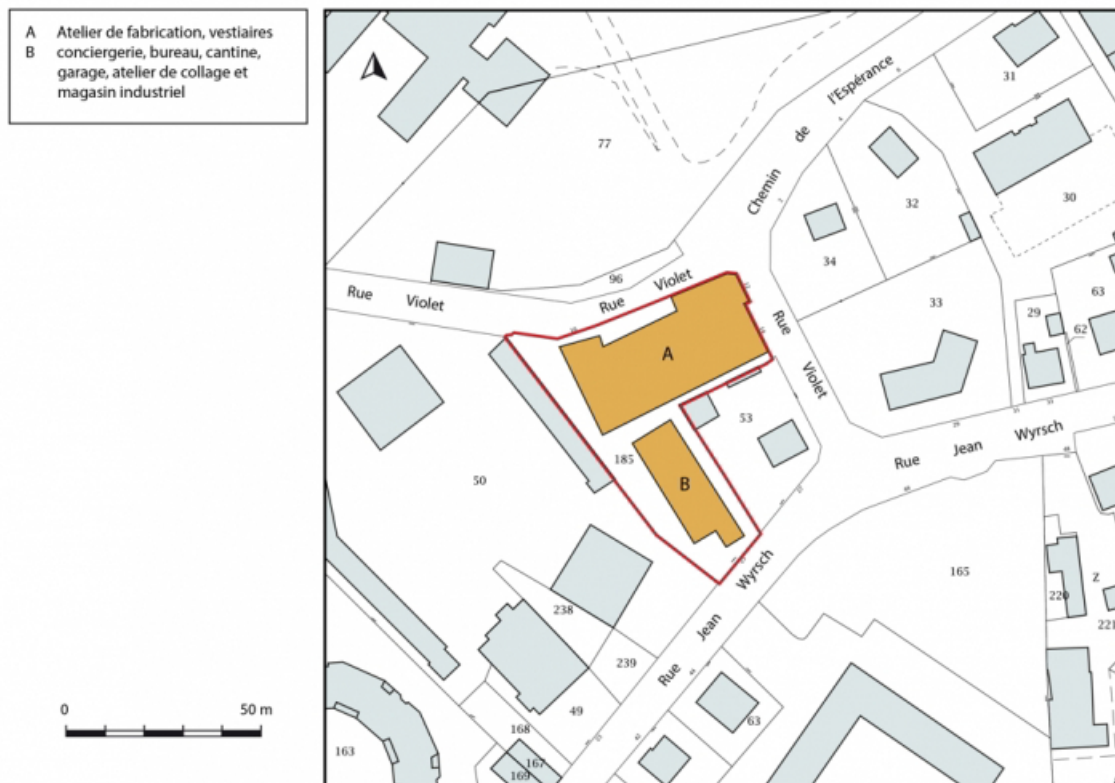 A Atelier de fabrication, vestiaires
B conciergerie, bureau, cantine,
garage, atelier de collage et
magasin industriel
0 50 m
31
77
Chemin de l'Espérance
30
32
34
96
Rue Violet
Rue Violet
Rue Violet
33
63
29
62
A
53
Rue Jean Wyrsch
185
50
B
165
Z
220
221
238
239
Rue Jean Wyrsch
49
63
168
163
167
169